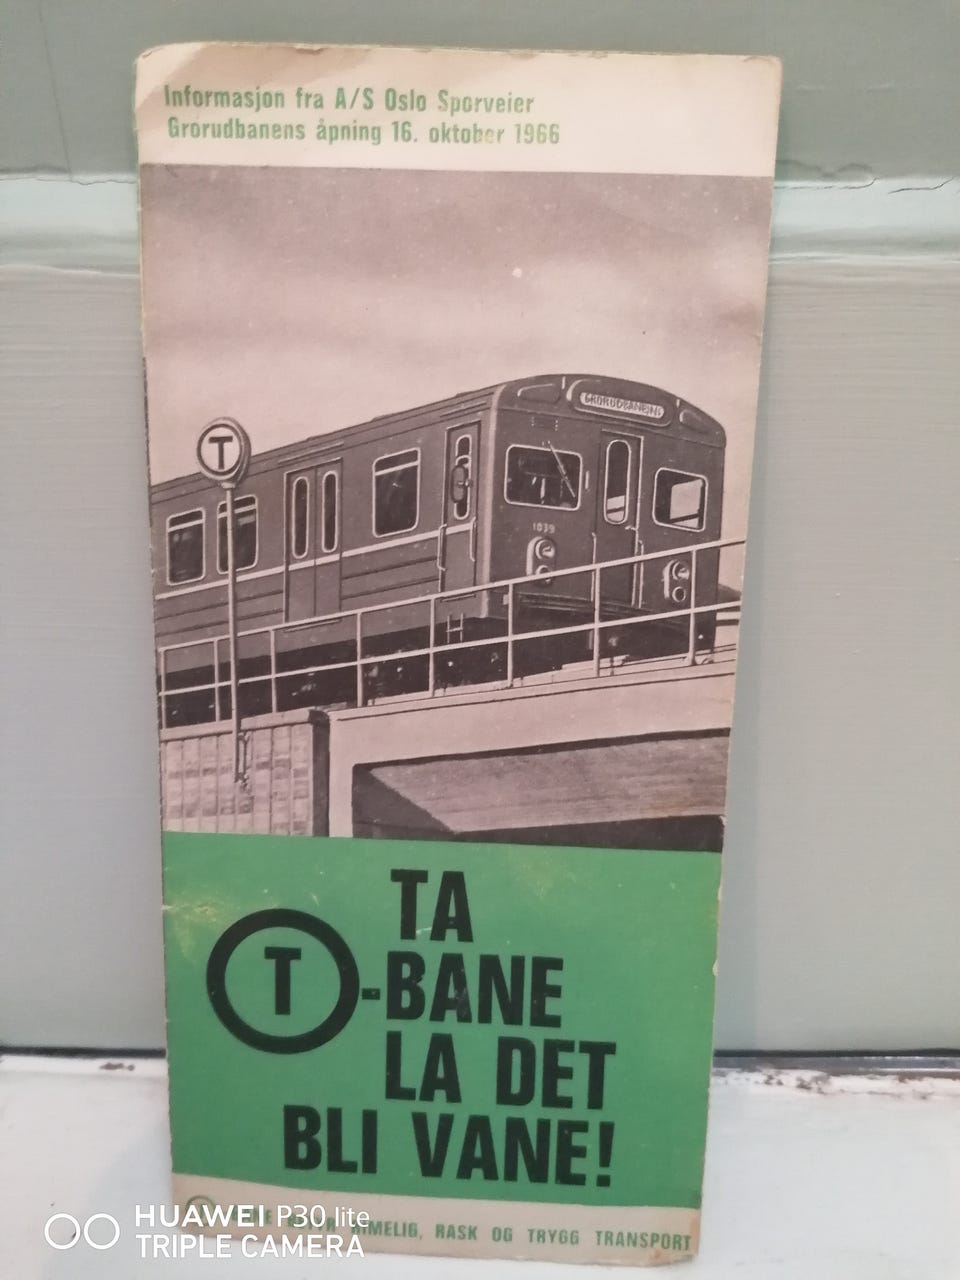 Informasjon fra A/S Oslo Sporveier
Grorudbanens åpning 16. oktober 1966
GRORUDBANEN
T
1039
TA
T-BANE
LA DET
BLI VANE!
RIMELIG, RASK OG TRYGG TRANSPORT
HUAWEI P30 lite
TRIPLE CAMERA